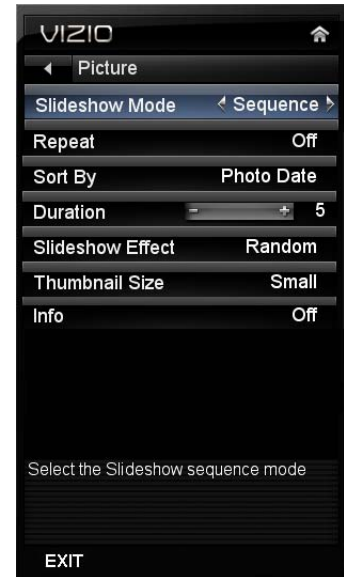 VIZIO
Picture
Slideshow Mode Sequence
Repeat Off
Sort By Photo Date
Duration - + 5
Slideshow Effect Random
Thumbnail Size Small
Info Off
Select the Slideshow sequence mode
EXIT